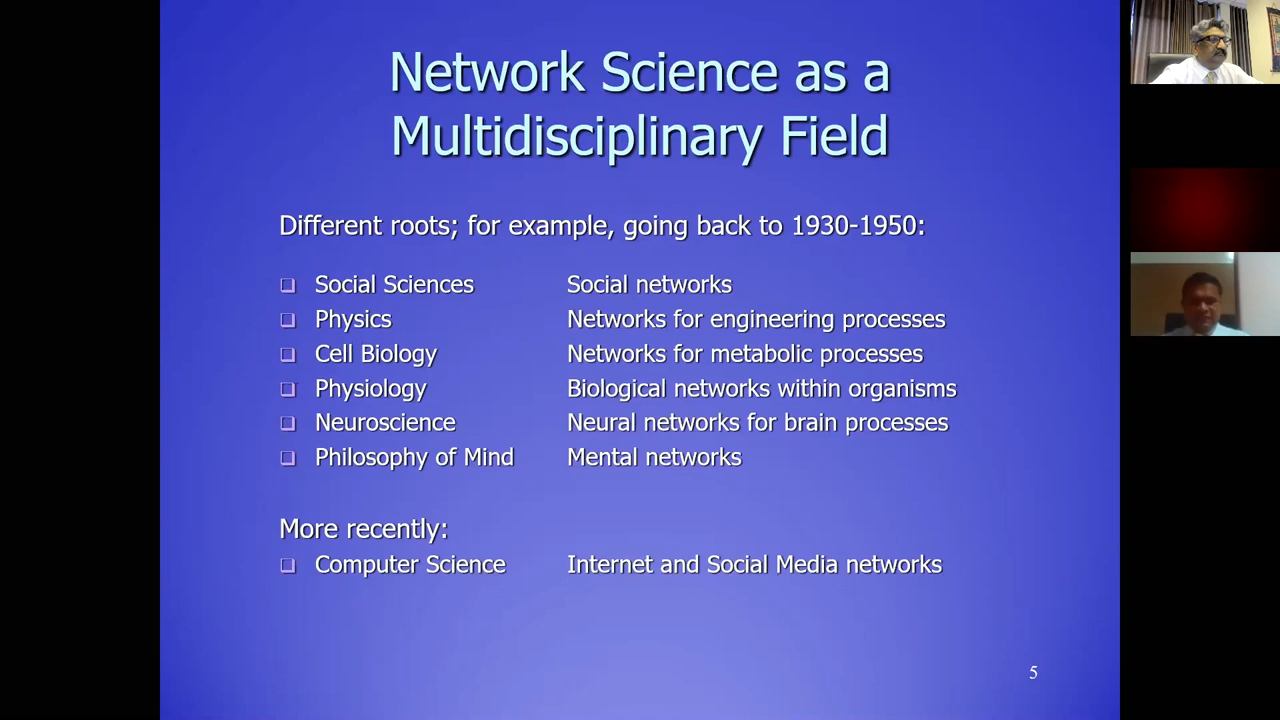 Network Science as a
Multidisciplinary Field
Different roots; for example, going back to 1930-1950:
❑ Social Sciences Social networks
❑ Physics Networks for engineering processes
❑ Cell Biology Networks for metabolic processes
❑ Physiology Biological networks within organisms
❑ Neuroscience Neural networks for brain processes
❑ Philosophy of Mind Mental networks
More recently:
❑ Computer Science Internet and Social Media networks
5